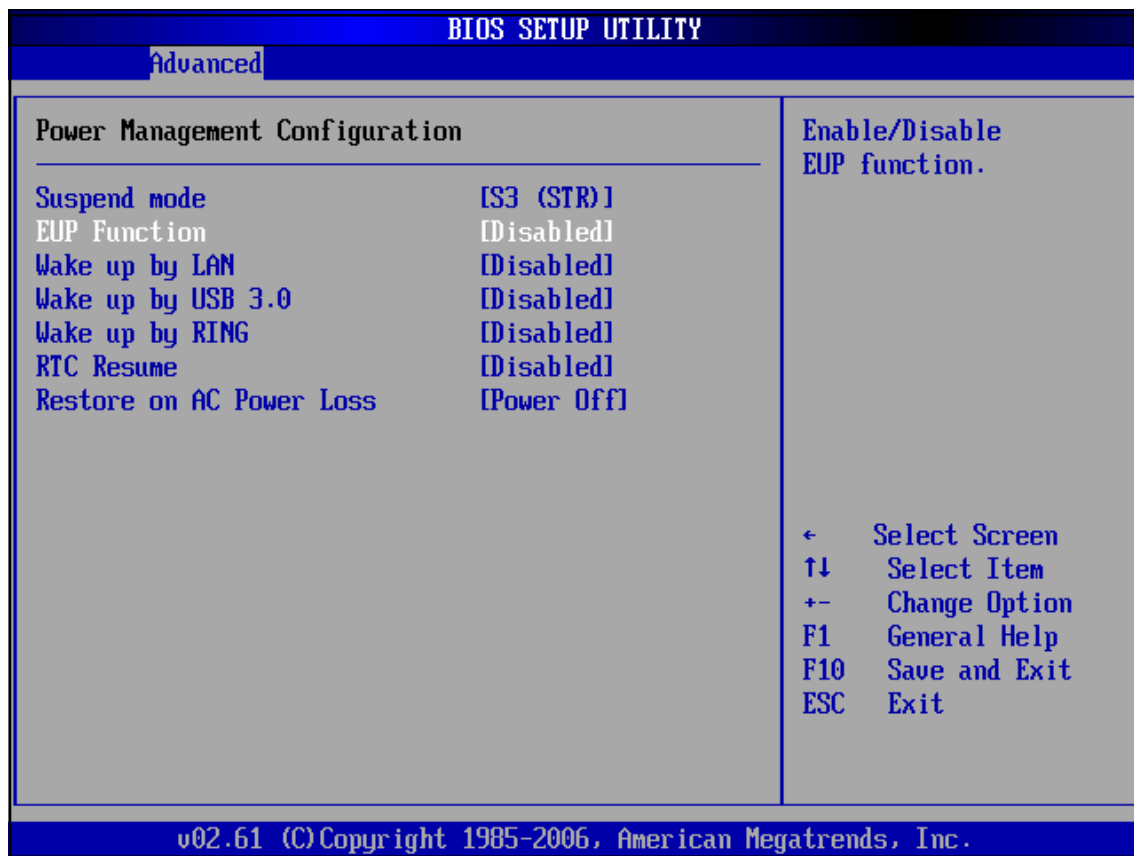 BIOS SETUP UTILITY
Advanced
Power Management Configuration
Suspend mode [S3 (STR)]
EUP Function [Disabled]
Wake up by LAN [Disabled]
Wake up by USB 3.0 [Disabled]
Wake up by RING [Disabled]
RTC Resume [Disabled]
Restore on AC Power Loss [Power Off]
Enable/Disable
EUP function.
← Select Screen
↑↓ Select Item
+- Change Option
F1 General Help
F10 Save and Exit
ESC Exit
v02.61 (C)Copyright 1985-2006, American Megatrends, Inc.